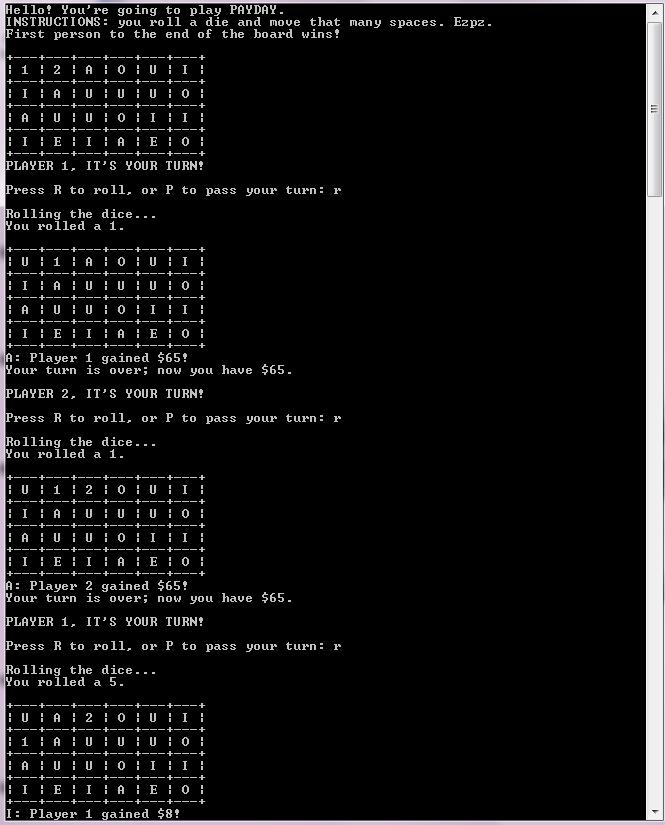 Hello! You're going to play PAYDAY.
INSTRUCTIONS: you roll a die and move that many spaces. Ezpz.
First person to the end of the board wins!
+---+---+---+---+---+---+
¦ 1 ¦ 2 ¦ A ¦ O ¦ U ¦ I ¦
+---+---+---+---+---+---+
¦ I ¦ A ¦ U ¦ U ¦ U ¦ O ¦
+---+---+---+---+---+---+
¦ A ¦ U ¦ U ¦ O ¦ I ¦ I ¦
+---+---+---+---+---+---+
¦ I ¦ E ¦ I ¦ A ¦ E ¦ O ¦
+---+---+---+---+---+---+
PLAYER 1, IT'S YOUR TURN!
Press R to roll, or P to pass your turn: r
Rolling the dice...
You rolled a 1.
+---+---+---+---+---+---+
¦ U ¦ 1 ¦ A ¦ O ¦ U ¦ I ¦
+---+---+---+---+---+---+
¦ I ¦ A ¦ U ¦ U ¦ U ¦ O ¦
+---+---+---+---+---+---+
¦ A ¦ U ¦ U ¦ O ¦ I ¦ I ¦
+---+---+---+---+---+---+
¦ I ¦ E ¦ I ¦ A ¦ E ¦ O ¦
+---+---+---+---+---+---+
A: Player 1 gained $65!
Your turn is over; now you have $65.
PLAYER 2, IT'S YOUR TURN!
Press R to roll, or P to pass your turn: r
Rolling the dice...
You rolled a 1.
+---+---+---+---+---+---+
¦ U ¦ 1 ¦ 2 ¦ O ¦ U ¦ I ¦
+---+---+---+---+---+---+
¦ I ¦ A ¦ U ¦ U ¦ U ¦ O ¦
+---+---+---+---+---+---+
¦ A ¦ U ¦ U ¦ O ¦ I ¦ I ¦
+---+---+---+---+---+---+
¦ I ¦ E ¦ I ¦ A ¦ E ¦ O ¦
+---+---+---+---+---+---+
A: Player 2 gained $65!
Your turn is over; now you have $65.
PLAYER 1, IT'S YOUR TURN!
Press R to roll, or P to pass your turn: r
Rolling the dice...
You rolled a 5.
+---+---+---+---+---+---+
¦ U ¦ A ¦ 2 ¦ O ¦ U ¦ I ¦
+---+---+---+---+---+---+
¦ 1 ¦ A ¦ U ¦ U ¦ U ¦ O ¦
+---+---+---+---+---+---+
¦ A ¦ U ¦ U ¦ O ¦ I ¦ I ¦
+---+---+---+---+---+---+
¦ I ¦ E ¦ I ¦ A ¦ E ¦ O ¦
+---+---+---+---+---+---+
I: Player 1 gained $8!